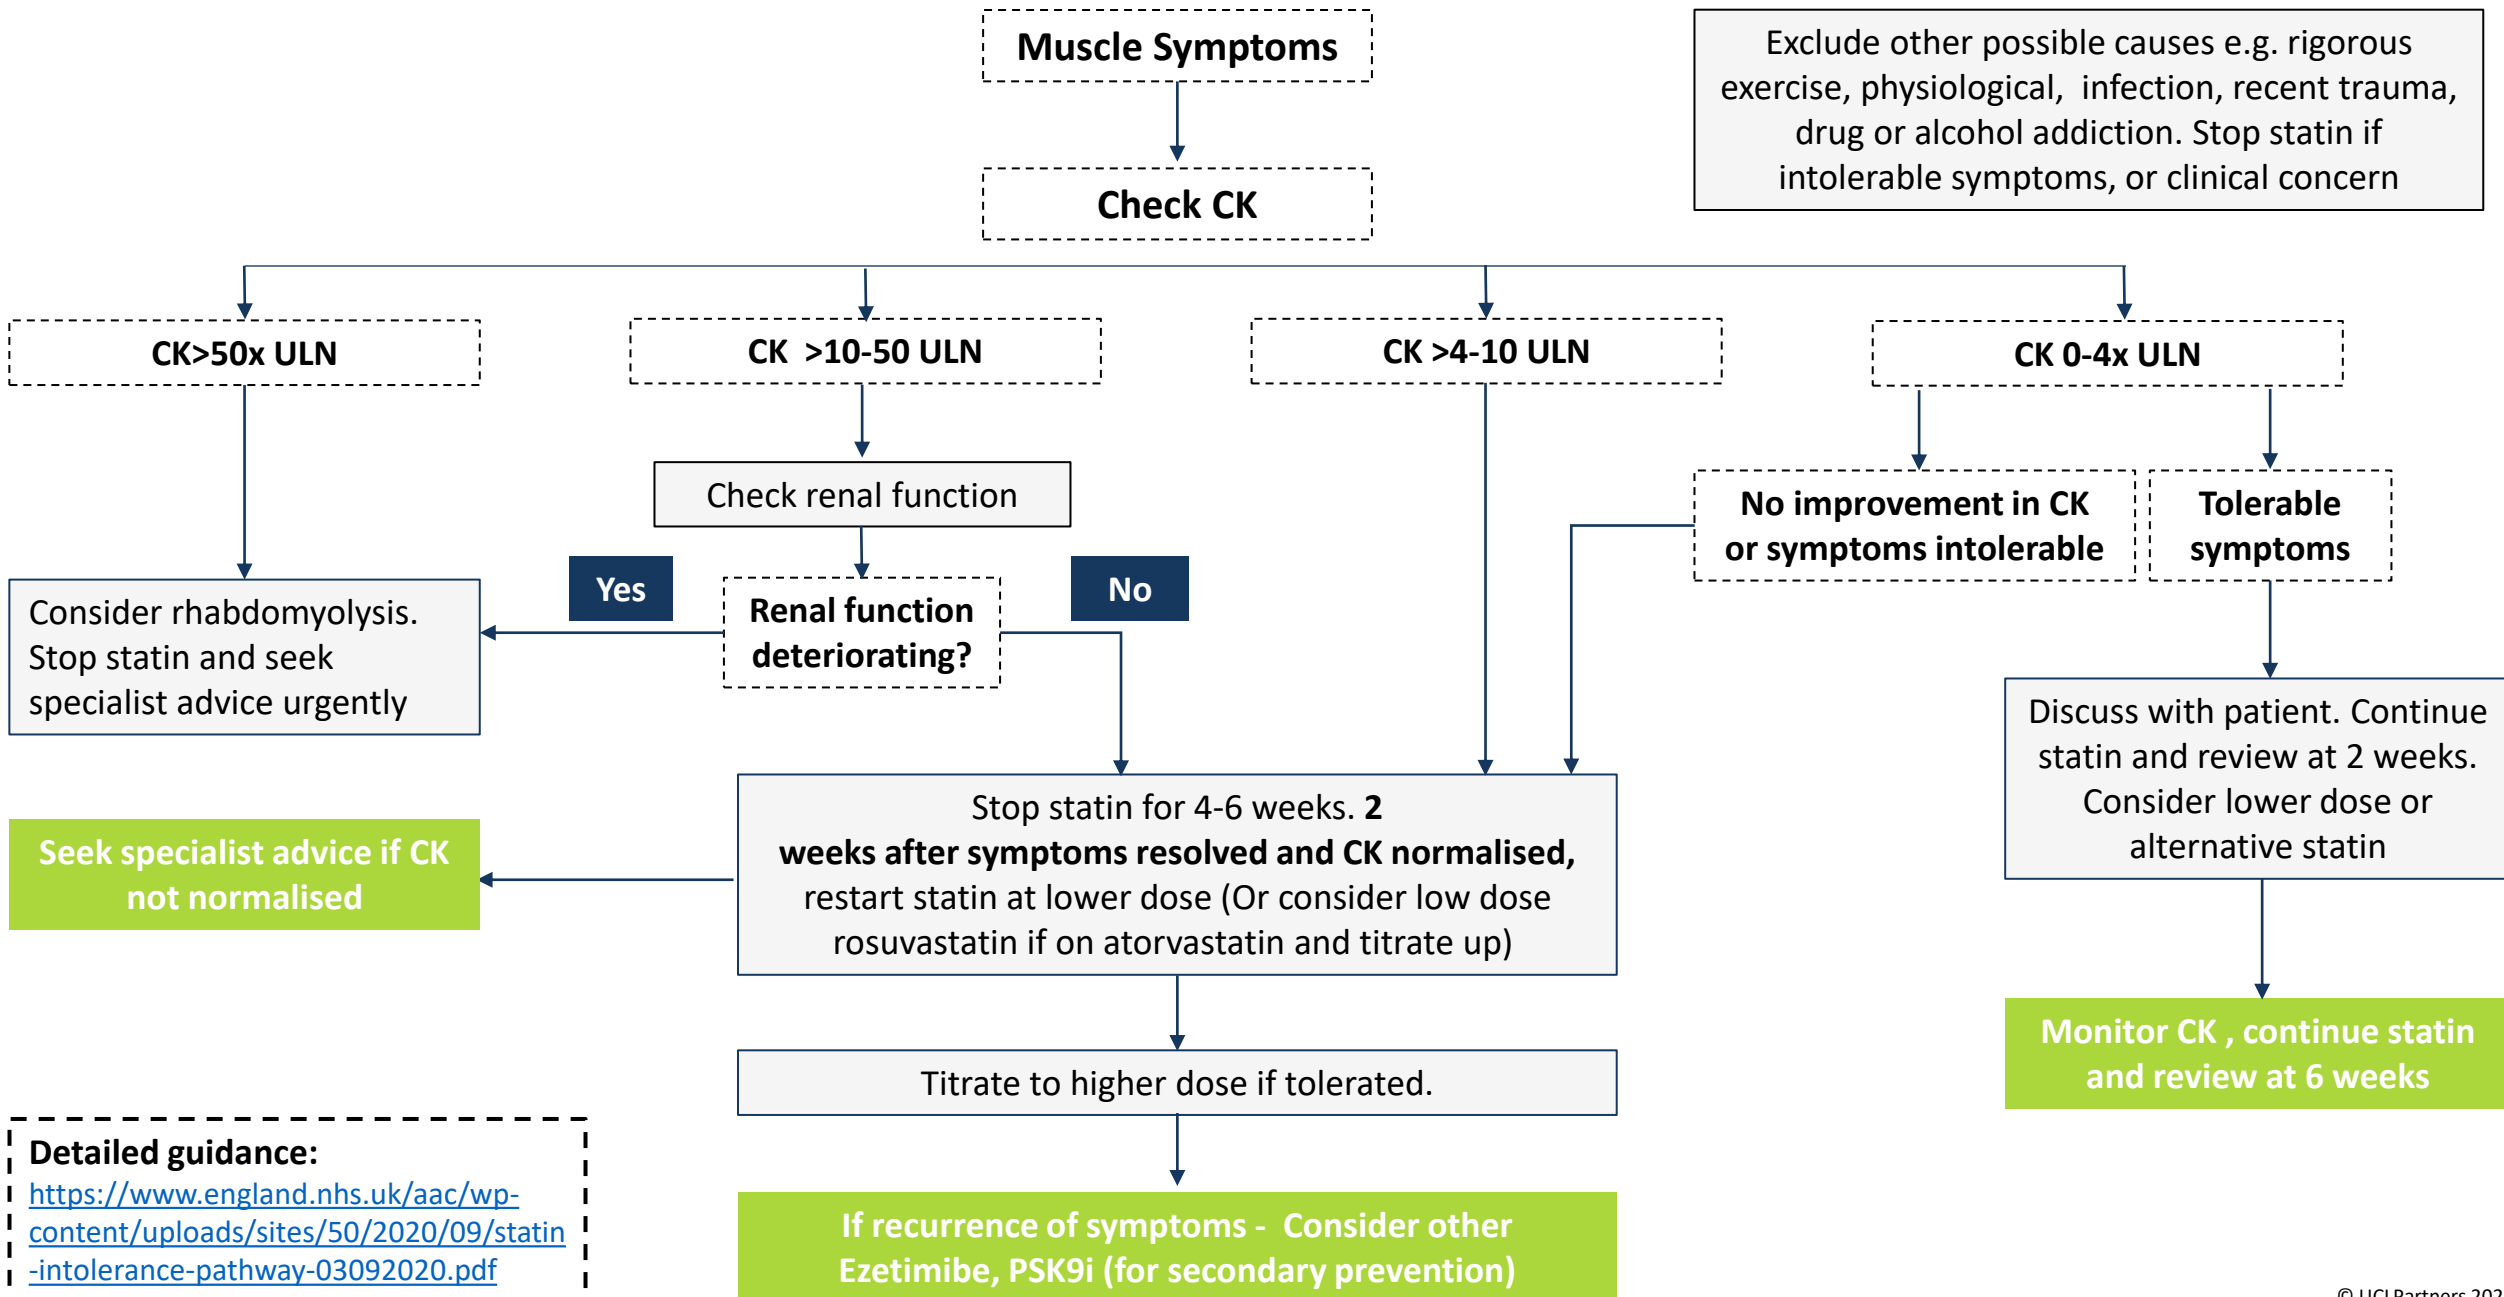 Muscle Symptoms
Exclude other possible causes e.g. rigorous
exercise, physiological, infection, recent trauma,
drug or alcohol addiction. Stop statin if
intolerable symptoms, or clinical concern
Check CK
CK>50x ULN
CK >10-50 ULN
CK >4-10 ULN
CK 0-4x ULN
Check renal function
No improvement in CK
or symptoms intolerable
Tolerable
symptoms
Yes
No
Renal function
deteriorating?
Consider rhabdomyolysis.
Stop statin and seek
specialist advice urgently
Discuss with patient. Continue
statin and review at 2 weeks.
Consider lower dose or
alternative statin
Stop statin for 4-6 weeks. 2
weeks after symptoms resolved and CK normalised,
restart statin at lower dose (Or consider low dose
rosuvastatin if on atorvastatin and titrate up)
Seek specialist advice if CK
not normalised
Monitor CK , continue statin
and review at 6 weeks
Titrate to higher dose if tolerated.
Detailed guidance:
https://www.england.nhs.uk/aac/wp-
content/uploads/sites/50/2020/09/statin
-intolerance-pathway-03092020.pdf
If recurrence of symptoms - Consider other
Ezetimibe, PSK9i (for secondary prevention)